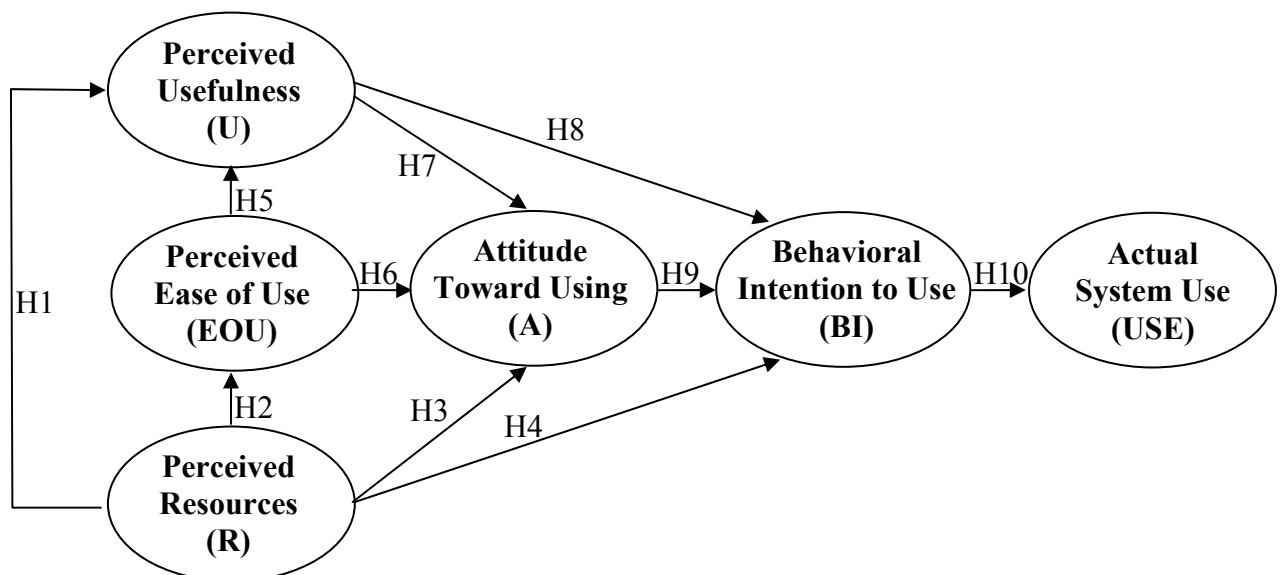 Perceived
Usefulness
(U)
H8
H7
H5
Perceived
Ease of Use
(EOU)
H6
Attitude
Toward Using
(A)
H9
Behavioral
Intention to Use
(BI)
H10
Actual
System Use
(USE)
H1
H2
H3
H4
Perceived
Resources
(R)